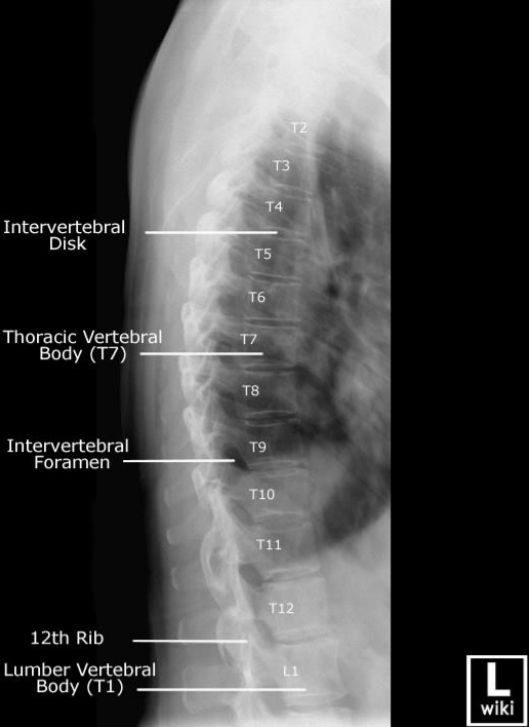 T2
T3
T4
Intervertebral
Disk
T5
T6
Thoracic Vertebral
Body (T7)
T7
T8
Intervertebral
Foramen
T9
T10
T11
T12
12th Rib
Lumber Vertebral
Body (T1)
L1
L
wiki